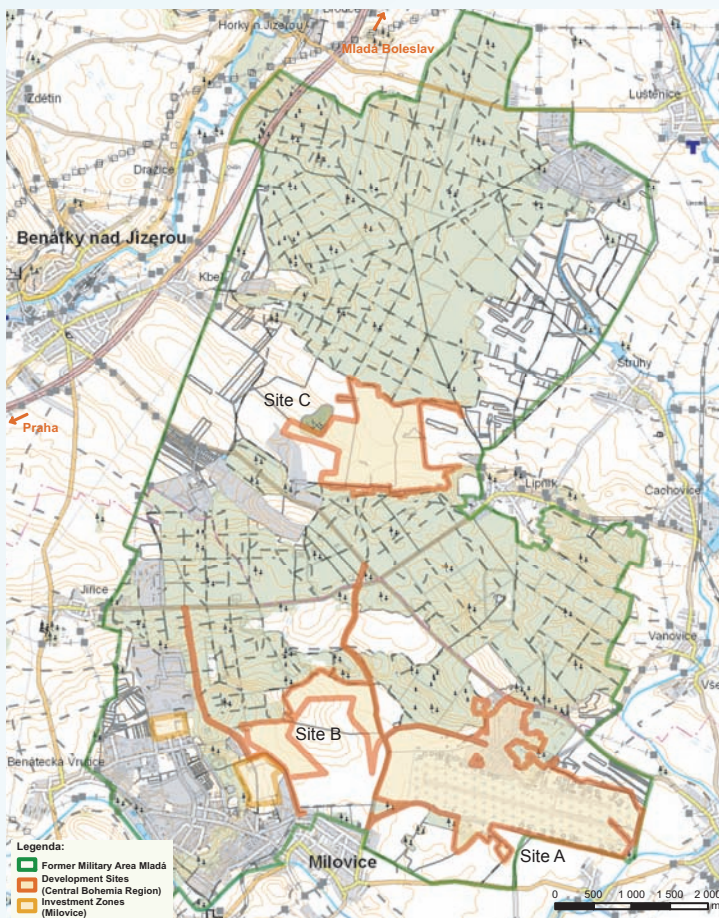 Horky n.Jizerou
Mladá Boleslav
Zdětín
Luštěnice
Dražice
Benátky nad Jizerou
Kbel
Struhy
Site C
Praha
Lipník
Čachovice
Jiřice
Vanovice
Vše
Site B
Benátecká Vrutice
Site A
Milovice
Legenda:
Former Military Area Mladá
Development Sites
(Central Bohemia Region)
Investment Zones
(Milovice)
0 500 1 000 1 500 2 000
m